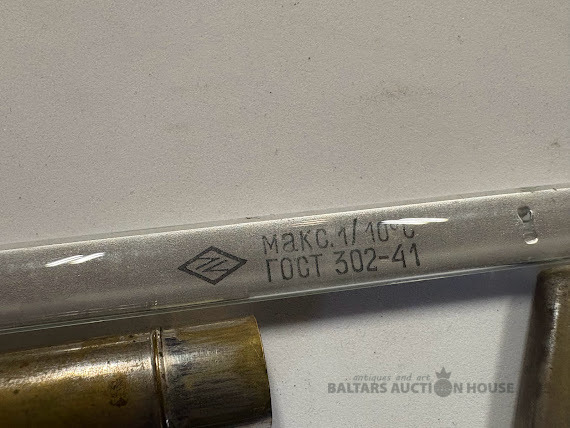 макс.1/10°C
ГОСТ 302-41
antiques and art
BALTARS AUCTION HOUSE